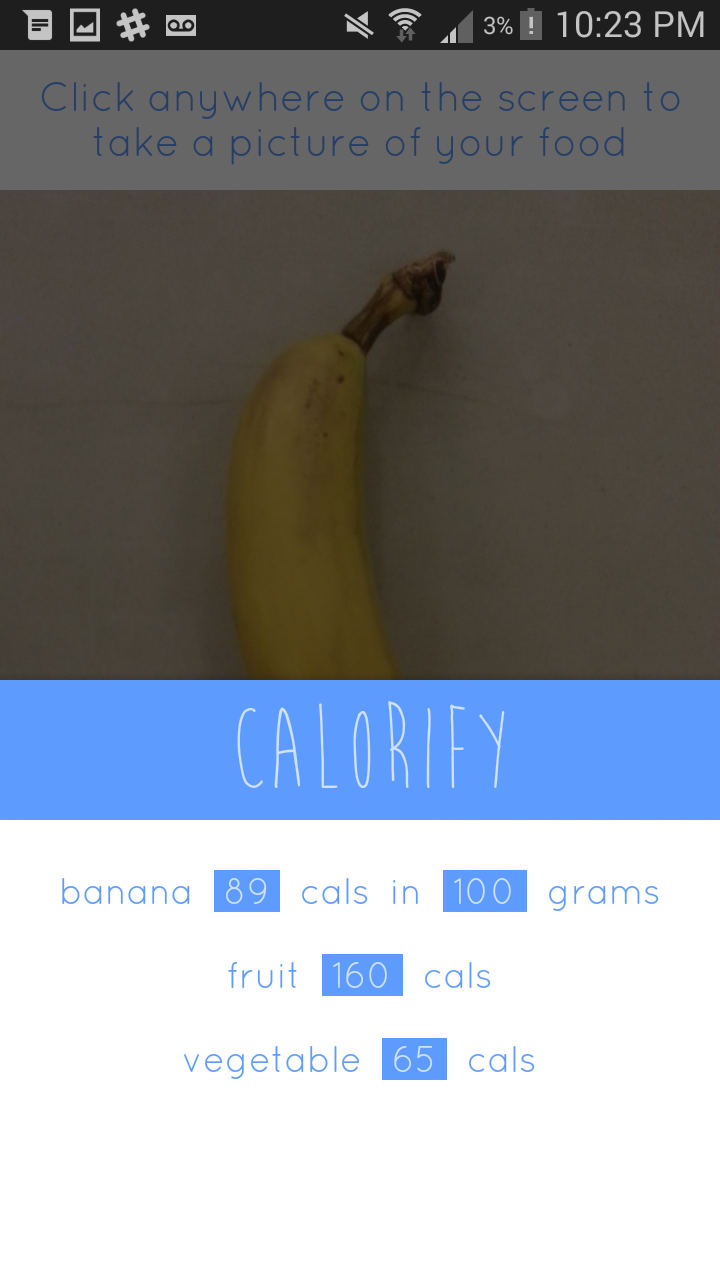 3% 10:23 PM
Click anywhere on the screen to
take a picture of your food
CALORIFY
banana 89 cals in 100 grams
fruit 160 cals
vegetable 65 cals